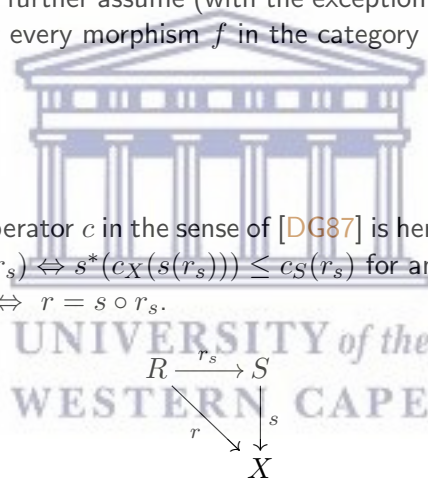 further assume (with the exception
every morphism f in the category
perator c in the sense of [DG87] is her
r_s) ⇔ s*(c_X(s(r_s))) ≤ c_S(r_s) for an
⇔ r = s ∘ r_s.
UNIVERSITY of the
R r_s S
WESTERN CAPE
r s
X